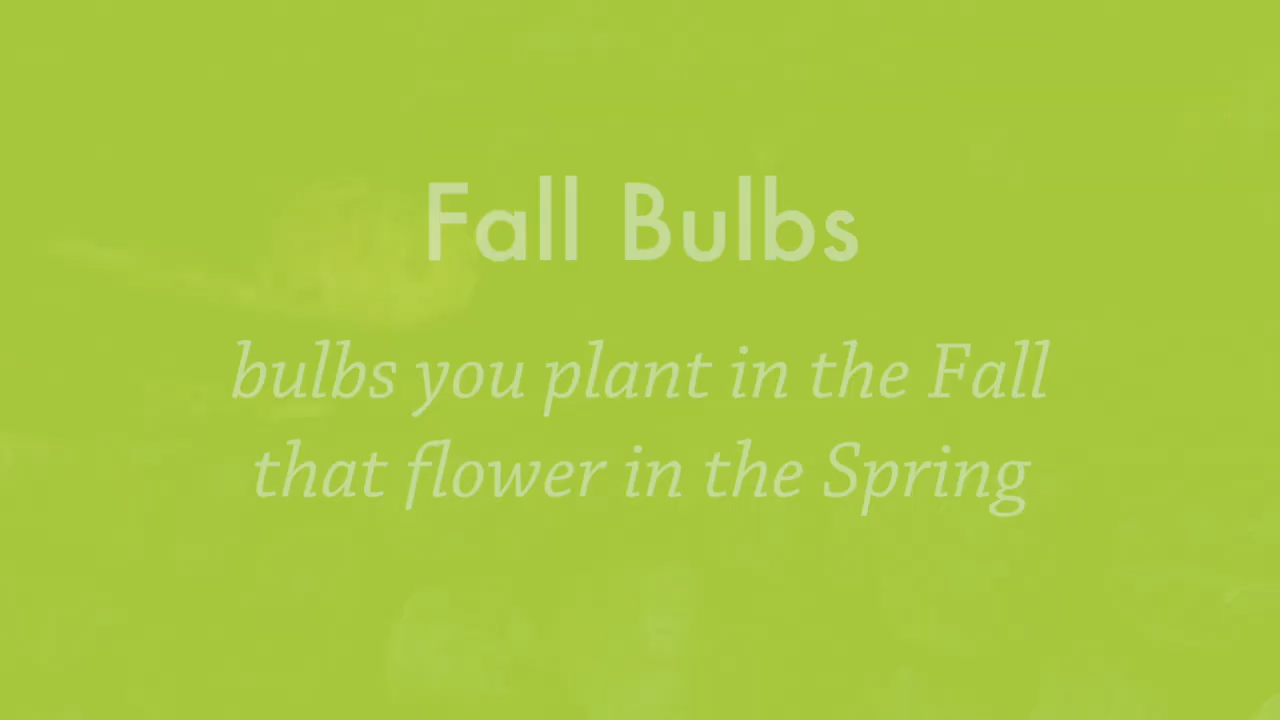 Fall Bulbs
bulbs you plant in the Fall
that flower in the Spring